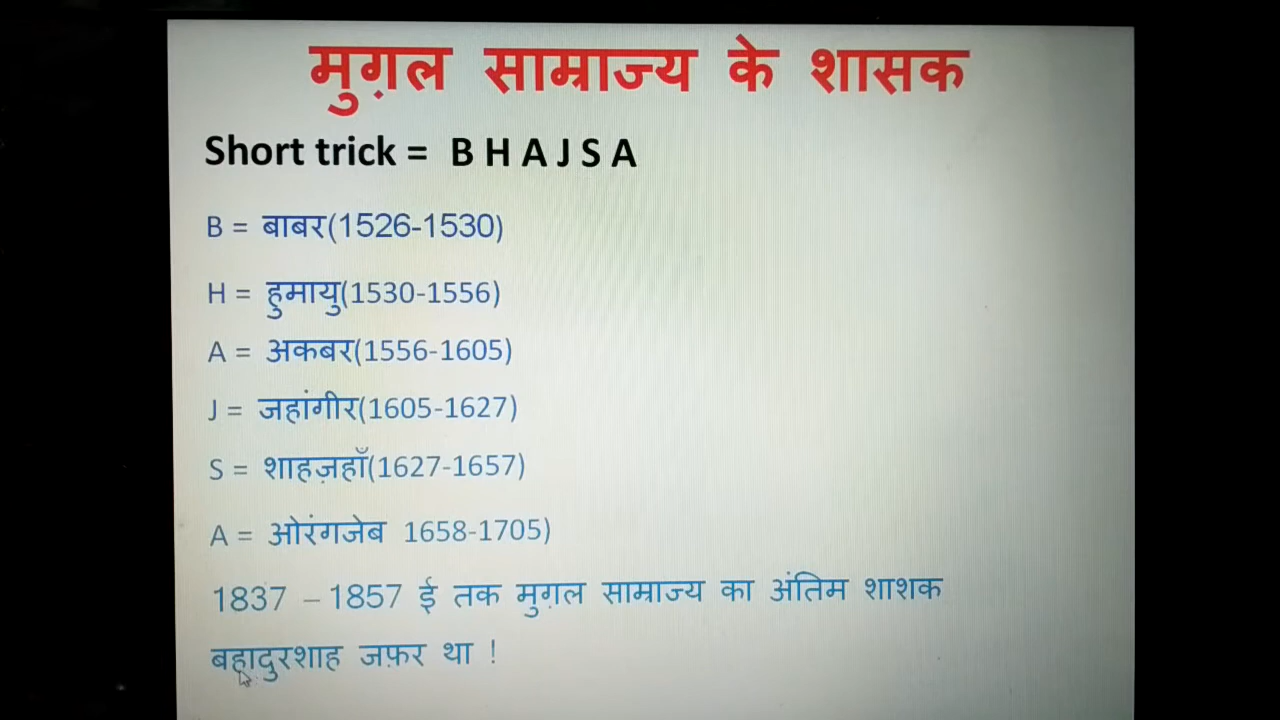 मुग़ल साम्राज्य के शासक
Short trick = B H A J S A
B = बाबर(1526-1530)
H = हुमायु(1530-1556)
A = अकबर(1556-1605)
J = जहांगीर(1605-1627)
S = शाहज़हाँ(1627-1657)
A = ओरंगजेब 1658-1705)
1837 – 1857 ई तक मुग़ल साम्राज्य का अंतिम शाशक
बहादुरशाह जफ़र था !